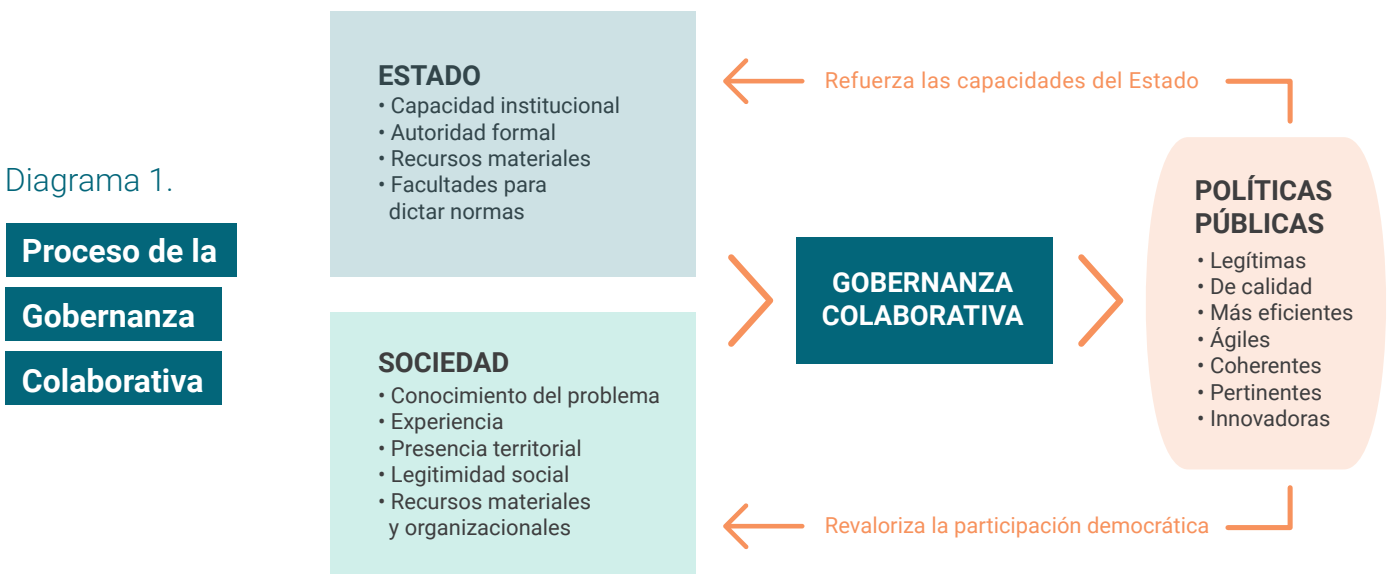 Diagrama 1.
Proceso de la
Gobernanza
Colaborativa
ESTADO
• Capacidad institucional
• Autoridad formal
• Recursos materiales
• Facultades para
dictar normas
SOCIEDAD
• Conocimiento del problema
• Experiencia
• Presencia territorial
• Legitimidad social
• Recursos materiales
y organizacionales
GOBERNANZA
COLABORATIVA
Refuerza las capacidades del Estado
POLÍTICAS
PÚBLICAS
• Legítimas
• De calidad
• Más eficientes
• Ágiles
• Coherentes
• Pertinentes
• Innovadoras
Revaloriza la participación democrática